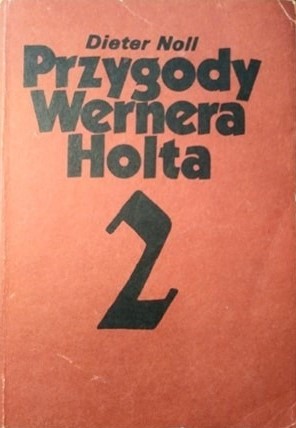 Dieter Noll
Przygody
Wernera
Holta
2